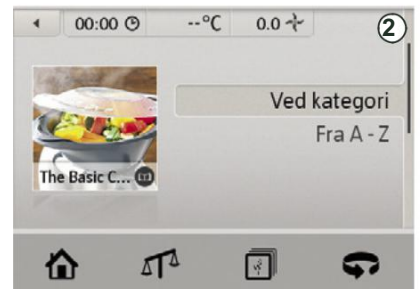 00:00 --°C 0.0 2
Ved kategori
Fra A - Z
The Basic C...